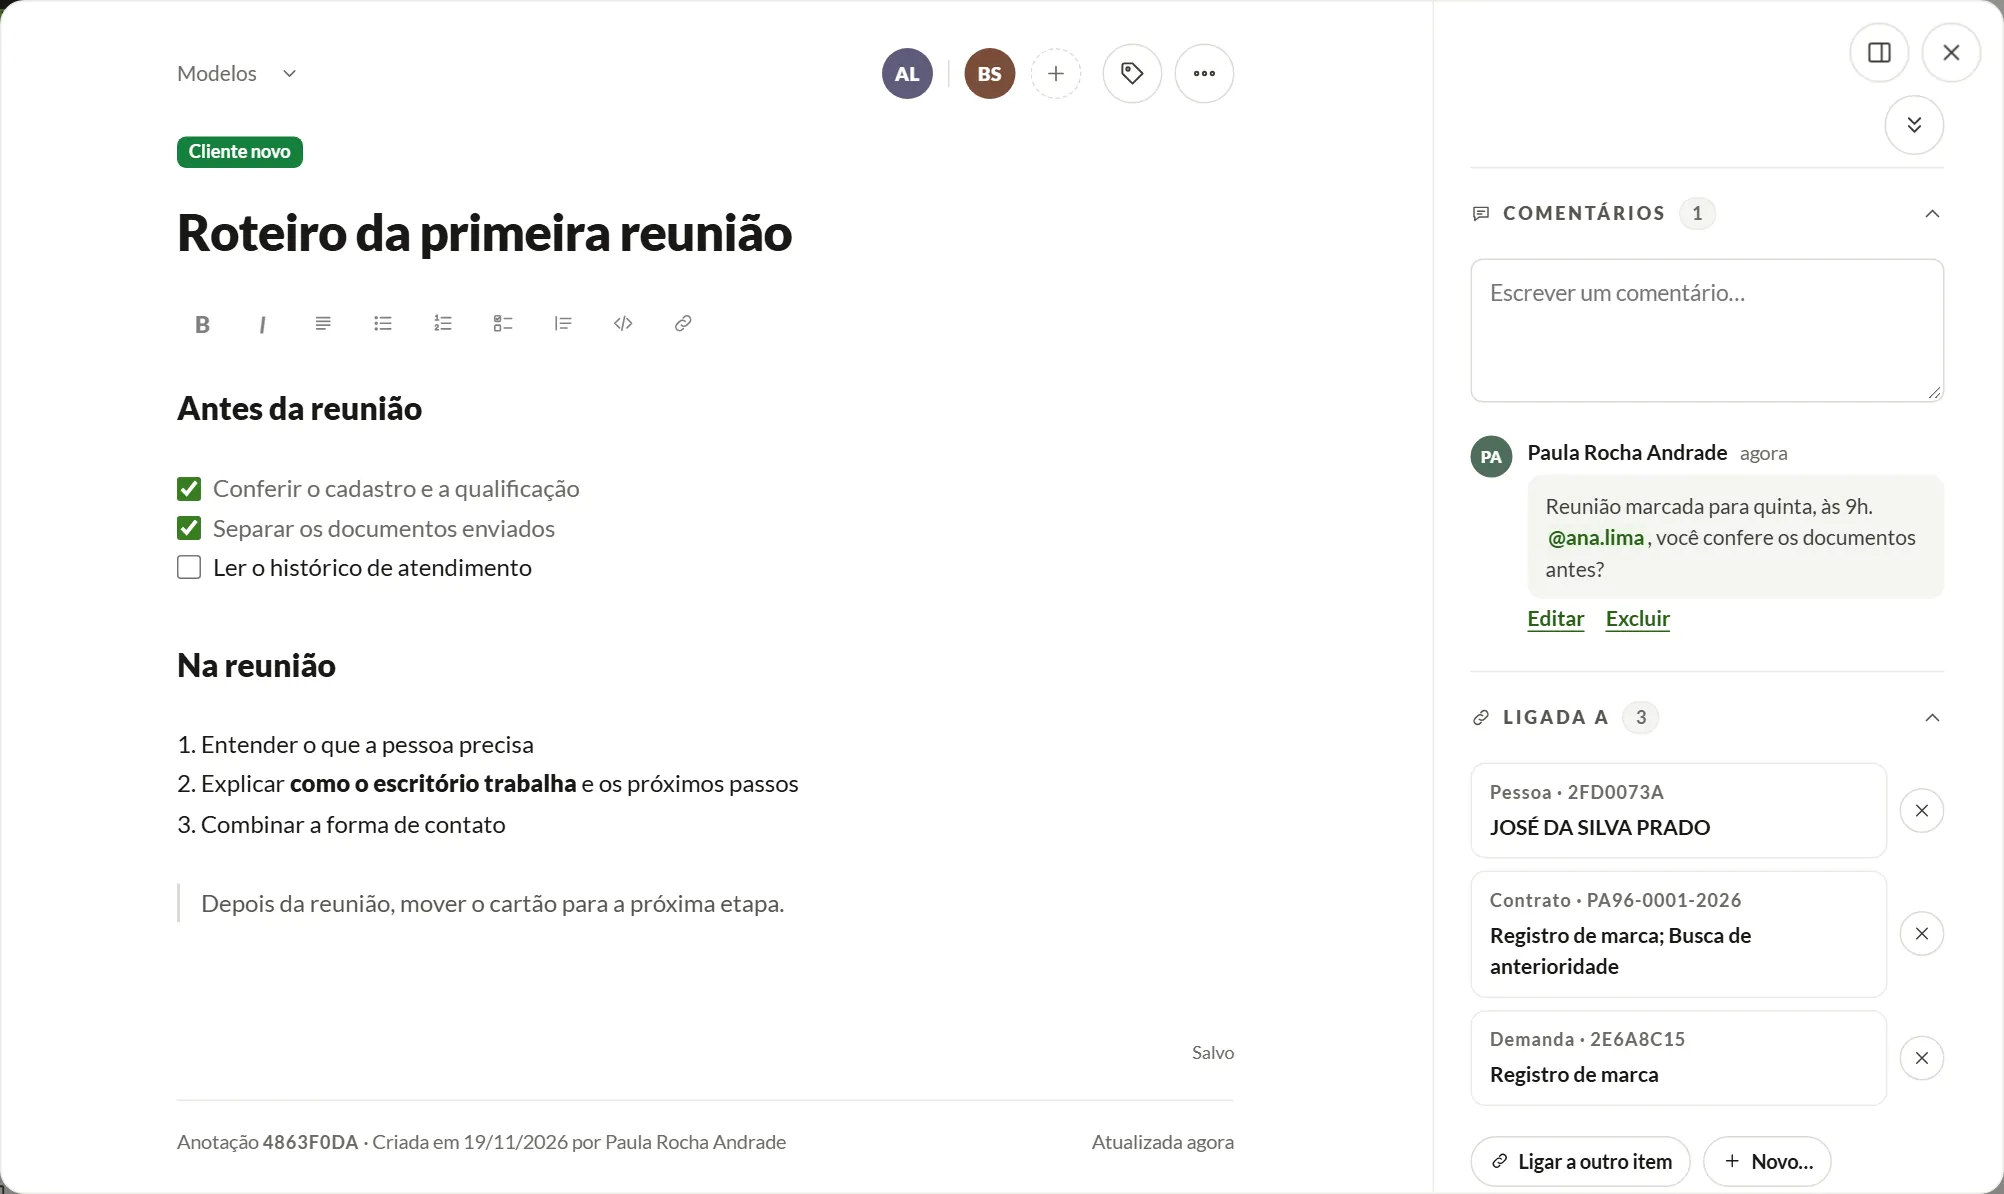 Modelos
AL
BS
Cliente novo
Roteiro da primeira reunião
B I
Antes da reunião
Conferir o cadastro e a qualificação
Separar os documentos enviados
Ler o histórico de atendimento
Na reunião
1. Entender o que a pessoa precisa
2. Explicar como o escritório trabalha e os próximos passos
3. Combinar a forma de contato
Depois da reunião, mover o cartão para a próxima etapa.
Salvo
Anotação 4863F0DA · Criada em 19/11/2026 por Paula Rocha Andrade
Atualizada agora
COMENTÁRIOS 1
Escrever um comentário...
PA
Paula Rocha Andrade agora
Reunião marcada para quinta, às 9h.
@ana.lima, você confere os documentos
antes?
Editar Excluir
LIGADA A 3
Pessoa · 2FD0073A
JOSÉ DA SILVA PRADO
Contrato · PA96-0001-2026
Registro de marca; Busca de
anterioridade
Demanda · 2E6A8C15
Registro de marca
Ligar a outro item
Novo...